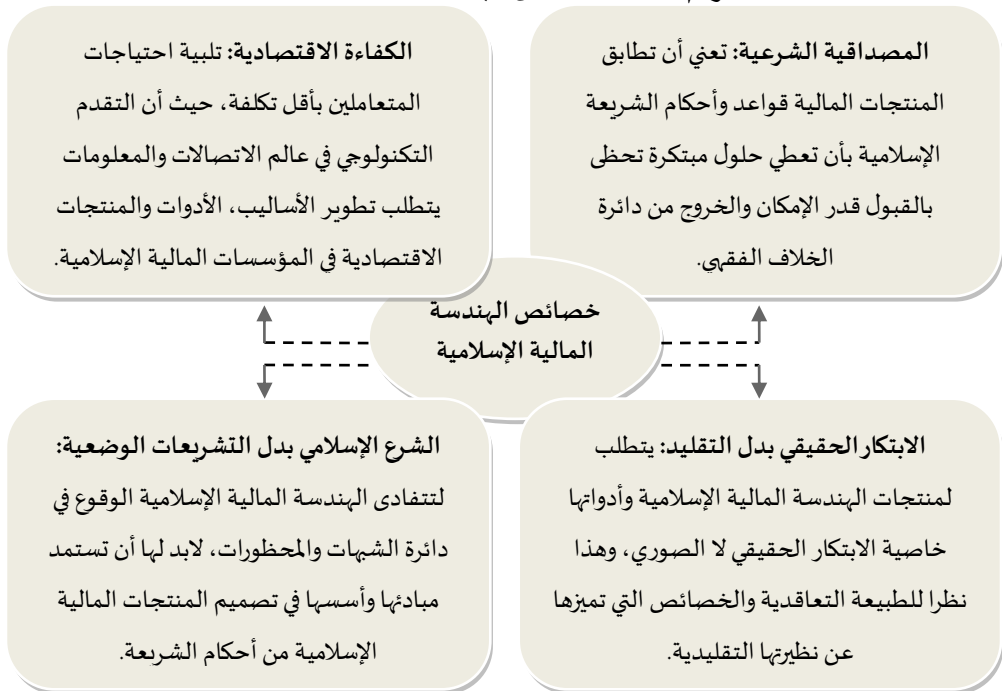 المصداقية الشرعية: تعني أن تطابق
المنتجات المالية قواعد وأحكام الشريعة
الإسلامية بأن تعطي حلول مبتكرة تحظى
بالقبول قدر الإمكان والخروج من دائرة
الخلاف الفقهي.
الكفاءة الاقتصادية: تلبية احتياجات
المتعاملين بأقل تكلفة، حيث أن التقدم
التكنولوجي في عالم الاتصالات والمعلومات
يتطلب تطوير الأساليب، الأدوات والمنتجات
الاقتصادية في المؤسسات المالية الإسلامية.
خصائص الهندسة
المالية الإسلامية
الابتكار الحقيقي بدل التقليد: يتطلب
لمنتجات الهندسة المالية الإسلامية وأدواتها
خاصية الابتكار الحقيقي لا الصوري، وهذا
نظرا للطبيعة التعاقدية والخصائص التي تميزها
عن نظيرتها التقليدية.
الشرع الإسلامي بدل التشريعات الوضعية:
لتتفادى الهندسة المالية الإسلامية الوقوع في
دائرة الشبهات والمحظورات، لابد لها أن تستمد
مبادئها وأسسها في تصميم المنتجات المالية
الإسلامية من أحكام الشريعة.